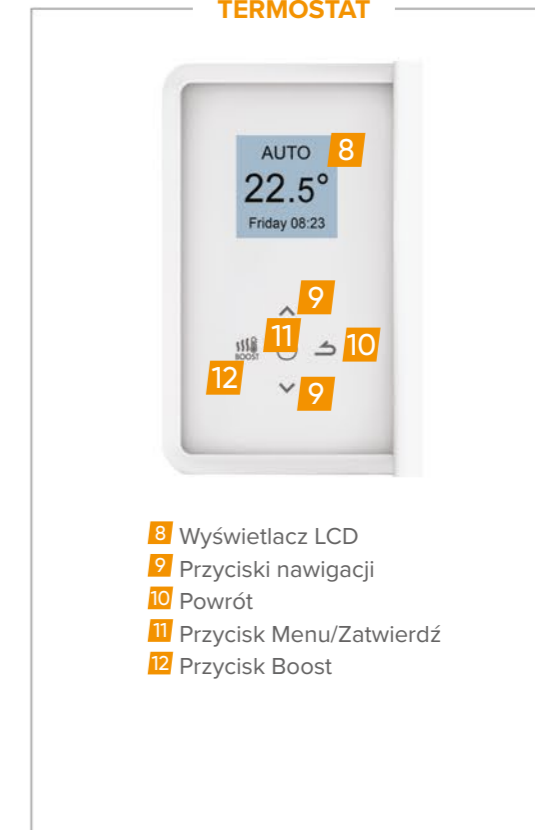 TERMOSTAT
AUTO 8
22.5°
Friday 08:23
9
11
BOOST
10
12
9
8 Wyświetlacz LCD
9 Przyciski nawigacji
10 Powrót
11 Przycisk Menu/Zatwierdź
12 Przycisk Boost